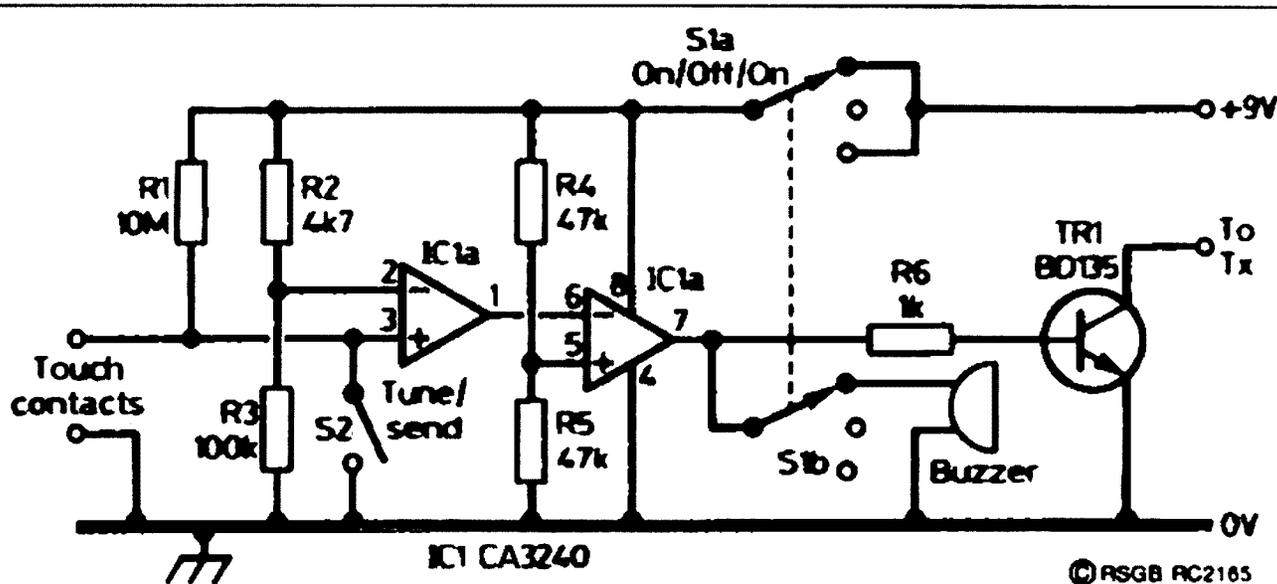 S1a
On/Off/On
+9V
R1
10M
R2
4k7
R4
47k
IC1a
2
-
3
+
1
8
IC1a
6
-
5
+
7
4
R6
1k
TR1
BD135
To
Tx
Touch
contacts
R3
100k
S2
Tune/
send
R5
47k
S1b
Buzzer
0V
IC1 CA3240
© RSGB RC2165